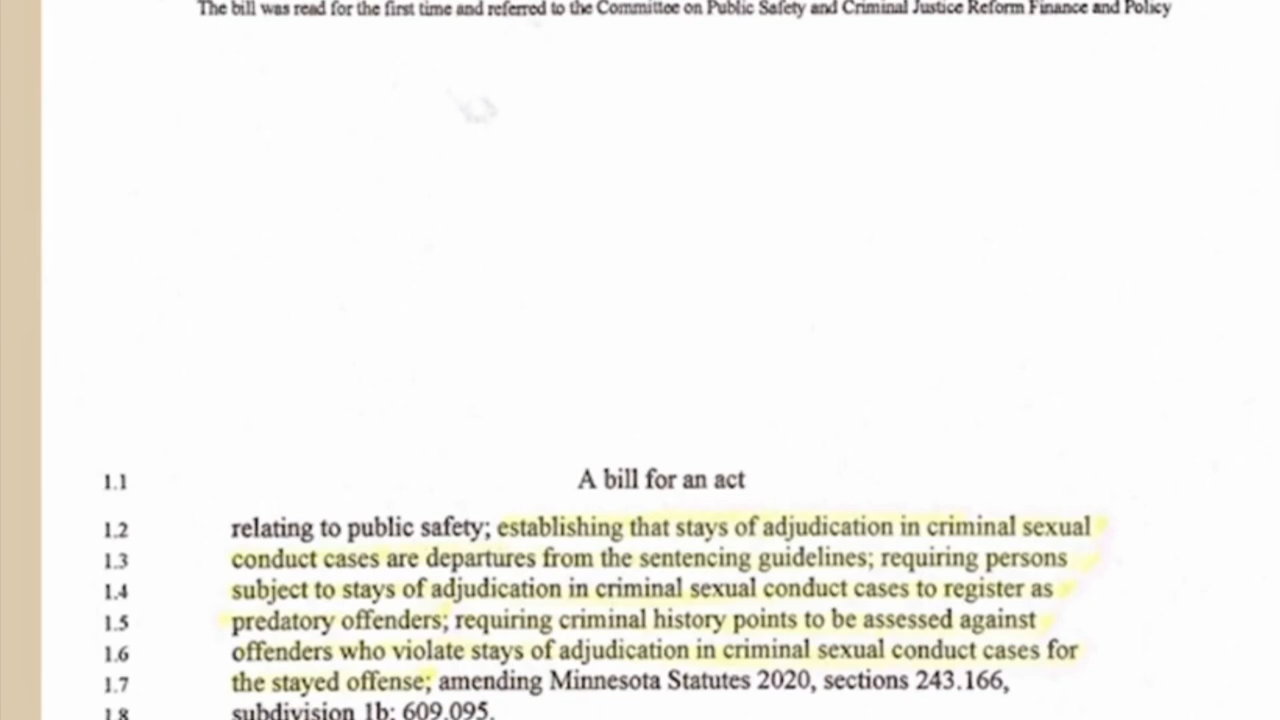 The bill was read for the first time and referred to the Committee on Public Safety and Criminal Justice Reform Finance and Policy
1.1 A bill for an act
1.2 relating to public safety; establishing that stays of adjudication in criminal sexual
1.3 conduct cases are departures from the sentencing guidelines; requiring persons
1.4 subject to stays of adjudication in criminal sexual conduct cases to register as
1.5 predatory offenders; requiring criminal history points to be assessed against
1.6 offenders who violate stays of adjudication in criminal sexual conduct cases for
1.7 the stayed offense; amending Minnesota Statutes 2020, sections 243.166,
1.8 subdivision 1b; 609.095.